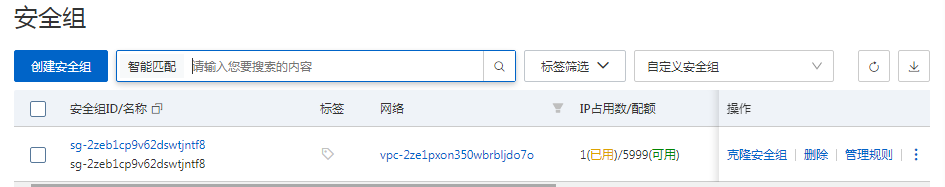 安全组
创建安全组 智能匹配 请输入您要搜索的内容 标签筛选 自定义安全组
安全组ID/名称 标签 网络 IP占用数/配额 操作
sg-2zeb1cp9v62dswtjntf8
sg-2zeb1cp9v62dswtjntf8 vpc-2ze1pxon350wbrbljdo7o 1(已用)/5999(可用) 克隆安全组 删除 管理规则